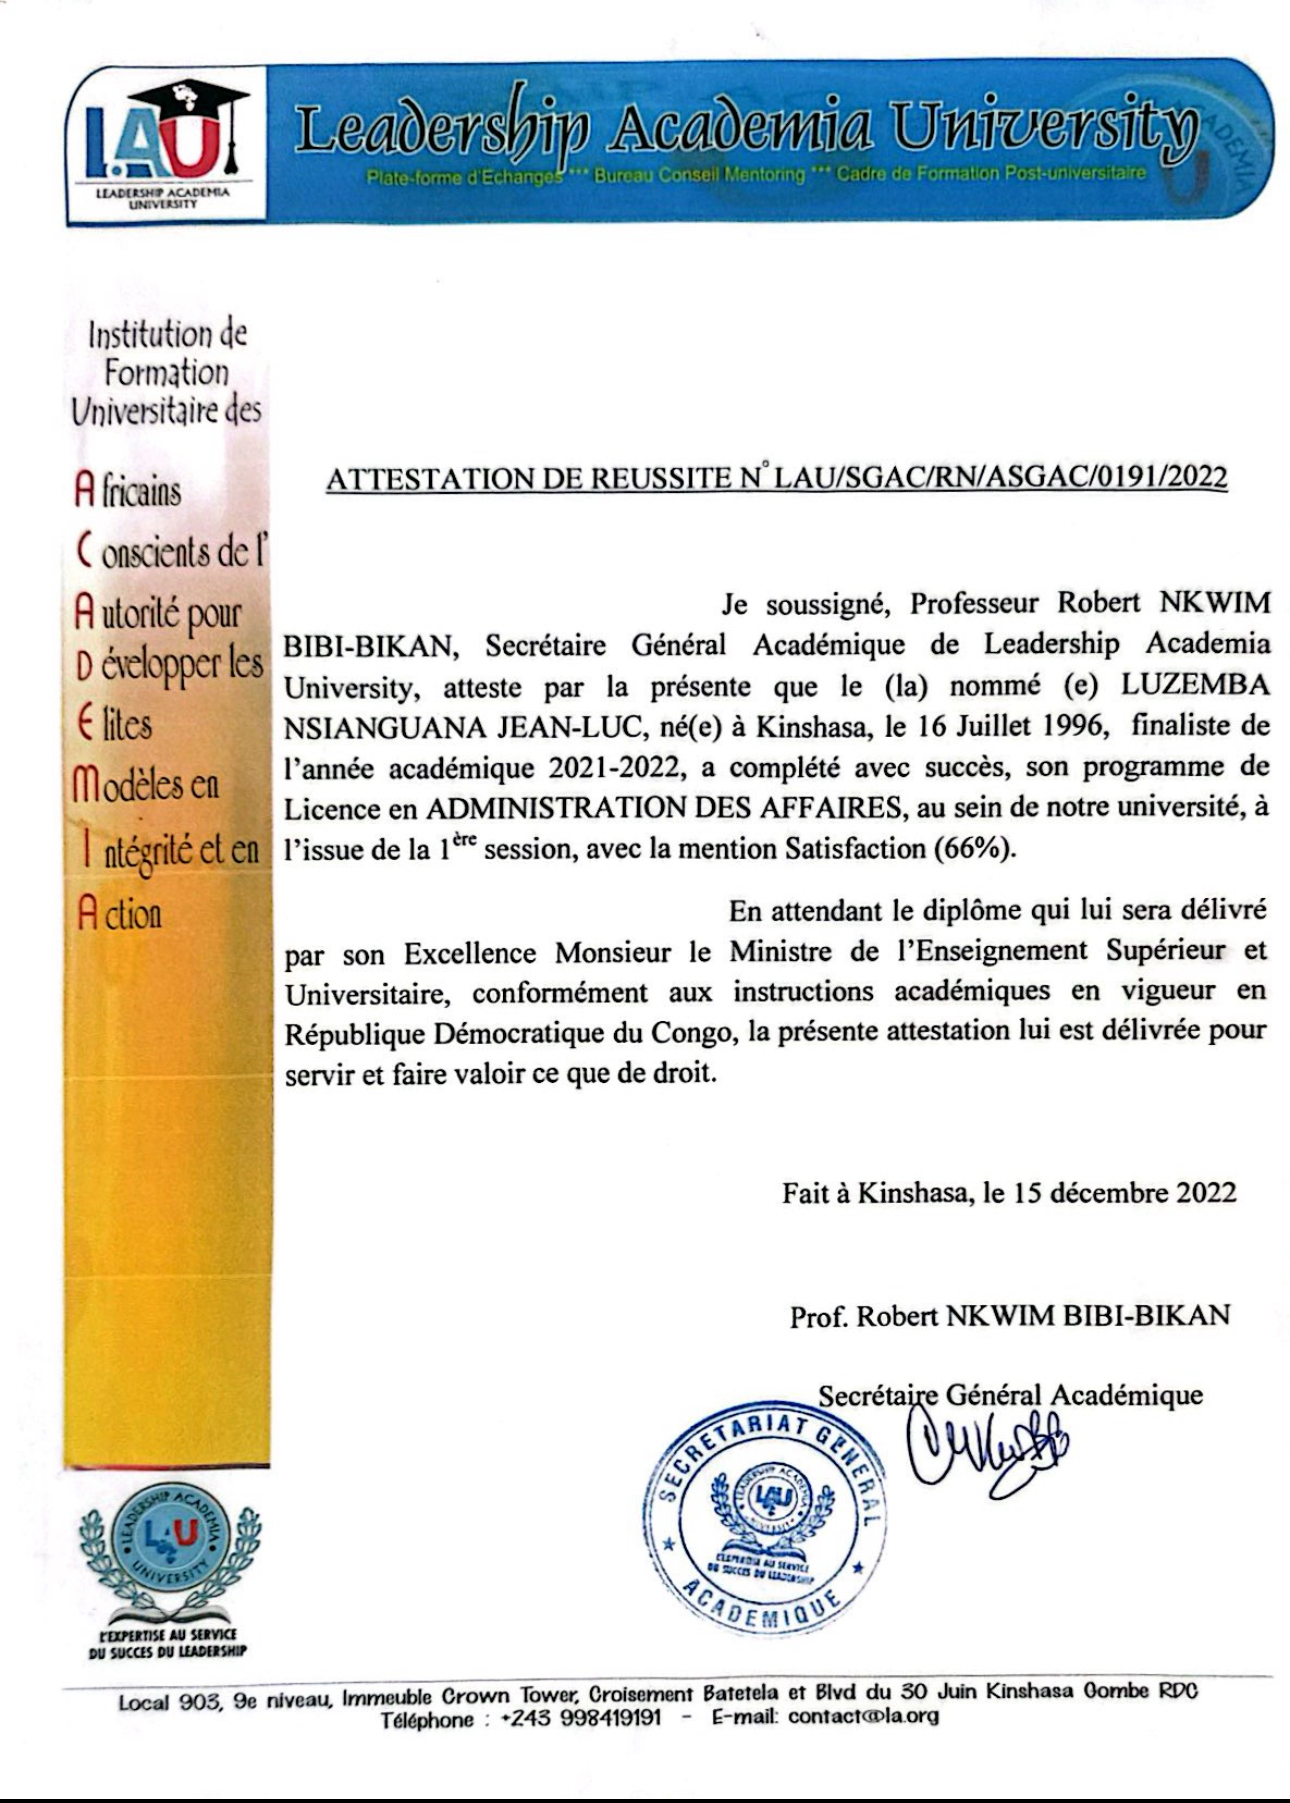 LAU
LEADERSHIP ACADEMIA
UNIVERSITY
Leadership Academia University
Plate-forme d'Echanges *** Bureau Conseil Mentoring *** Cadre de Formation Post-universitaire
Institution de
Formation
Universitaire des
Africains
Conscients de l'
Autorité pour
Développer les
Elites
Modèles en
Intégrité et en
Action
ATTESTATION DE REUSSITE N° LAU/SGAC/RN/ASGAC/0191/2022
Je soussigné, Professeur Robert NKWIM
BIBI-BIKAN, Secrétaire Général Académique de Leadership Academia
University, atteste par la présente que le (la) nommé (e) LUZEMBA
NSIANGUANA JEAN-LUC, né(e) à Kinshasa, le 16 Juillet 1996, finaliste de
l'année académique 2021-2022, a complété avec succès, son programme de
Licence en ADMINISTRATION DES AFFAIRES, au sein de notre université, à
l'issue de la 1ère session, avec la mention Satisfaction (66%).
En attendant le diplôme qui lui sera délivré
par son Excellence Monsieur le Ministre de l'Enseignement Supérieur et
Universitaire, conformément aux instructions académiques en vigueur en
République Démocratique du Congo, la présente attestation lui est délivrée pour
servir et faire valoir ce que de droit.
Fait à Kinshasa, le 15 décembre 2022
Prof. Robert NKWIM BIBI-BIKAN
Secrétaire Général Académique
SECRETARIAT GENERAL
LEADERSHIP ACADEMIA
LAU
UNIVERSITY
L'EXPERTISE AU SERVICE
DU SUCCES DU LEADERSHIP
ACADEMIQUE
LEADERSHIP ACADEMIA
LAU
UNIVERSITY
L'EXPERTISE AU SERVICE
DU SUCCES DU LEADERSHIP
Local 903, 9e niveau, Immeuble Crown Tower, Croisement Batetela et Blvd du 30 Juin Kinshasa Gombe RDC
Téléphone : +243 998419191 - E-mail: contact@la.org